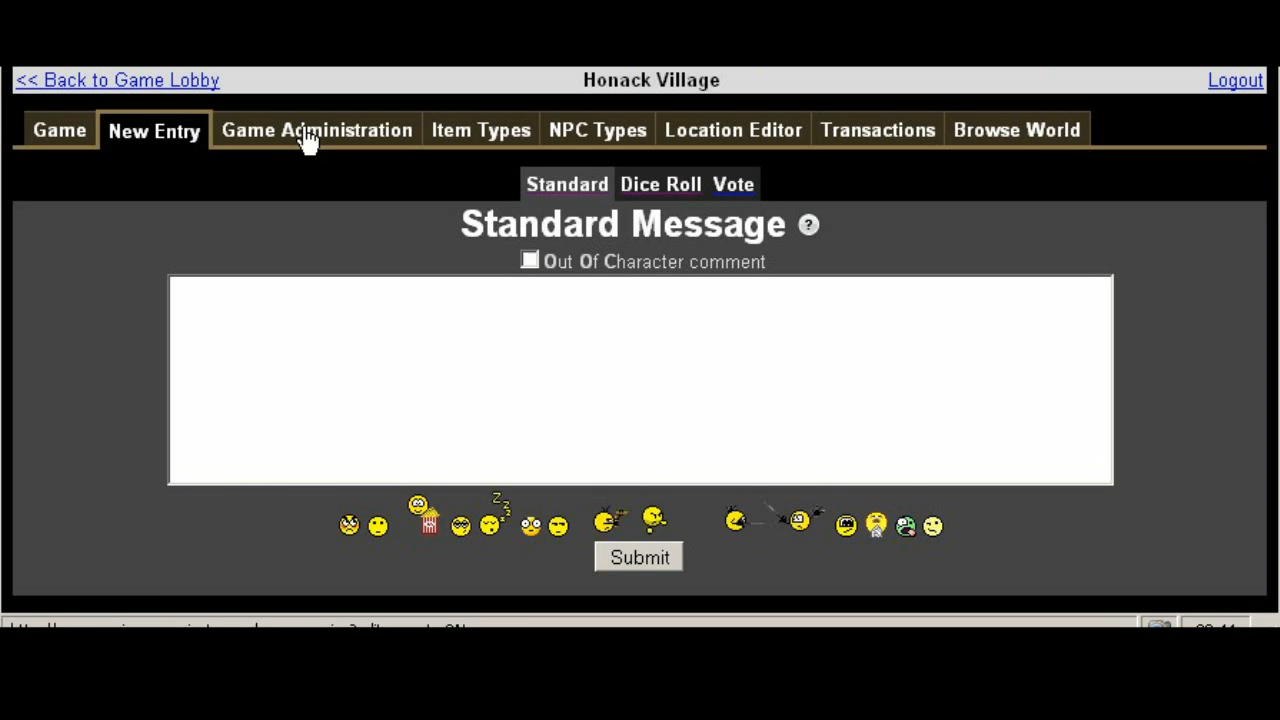 << Back to Game Lobby Honack Village Logout
Game New Entry Game Administration Item Types NPC Types Location Editor Transactions Browse World
Standard Dice Roll Vote
Standard Message ?
Out Of Character comment
Submit